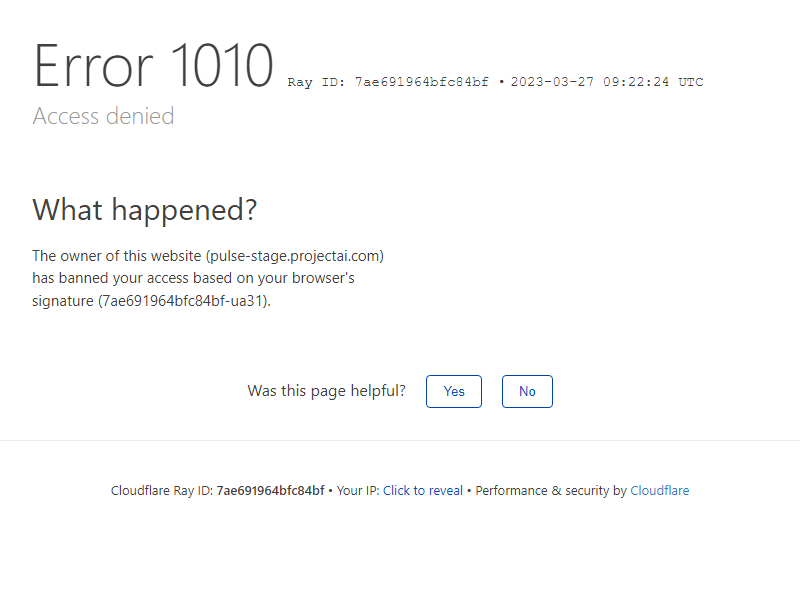 Error 1010 Ray ID: 7ae691964bfc84bf • 2023-03-27 09:22:24 UTC
Access denied
What happened?
The owner of this website (pulse-stage.projectai.com)
has banned your access based on your browser's
signature (7ae691964bfc84bf-ua31).
Was this page helpful? Yes No
Cloudflare Ray ID: 7ae691964bfc84bf • Your IP: Click to reveal • Performance & security by Cloudflare